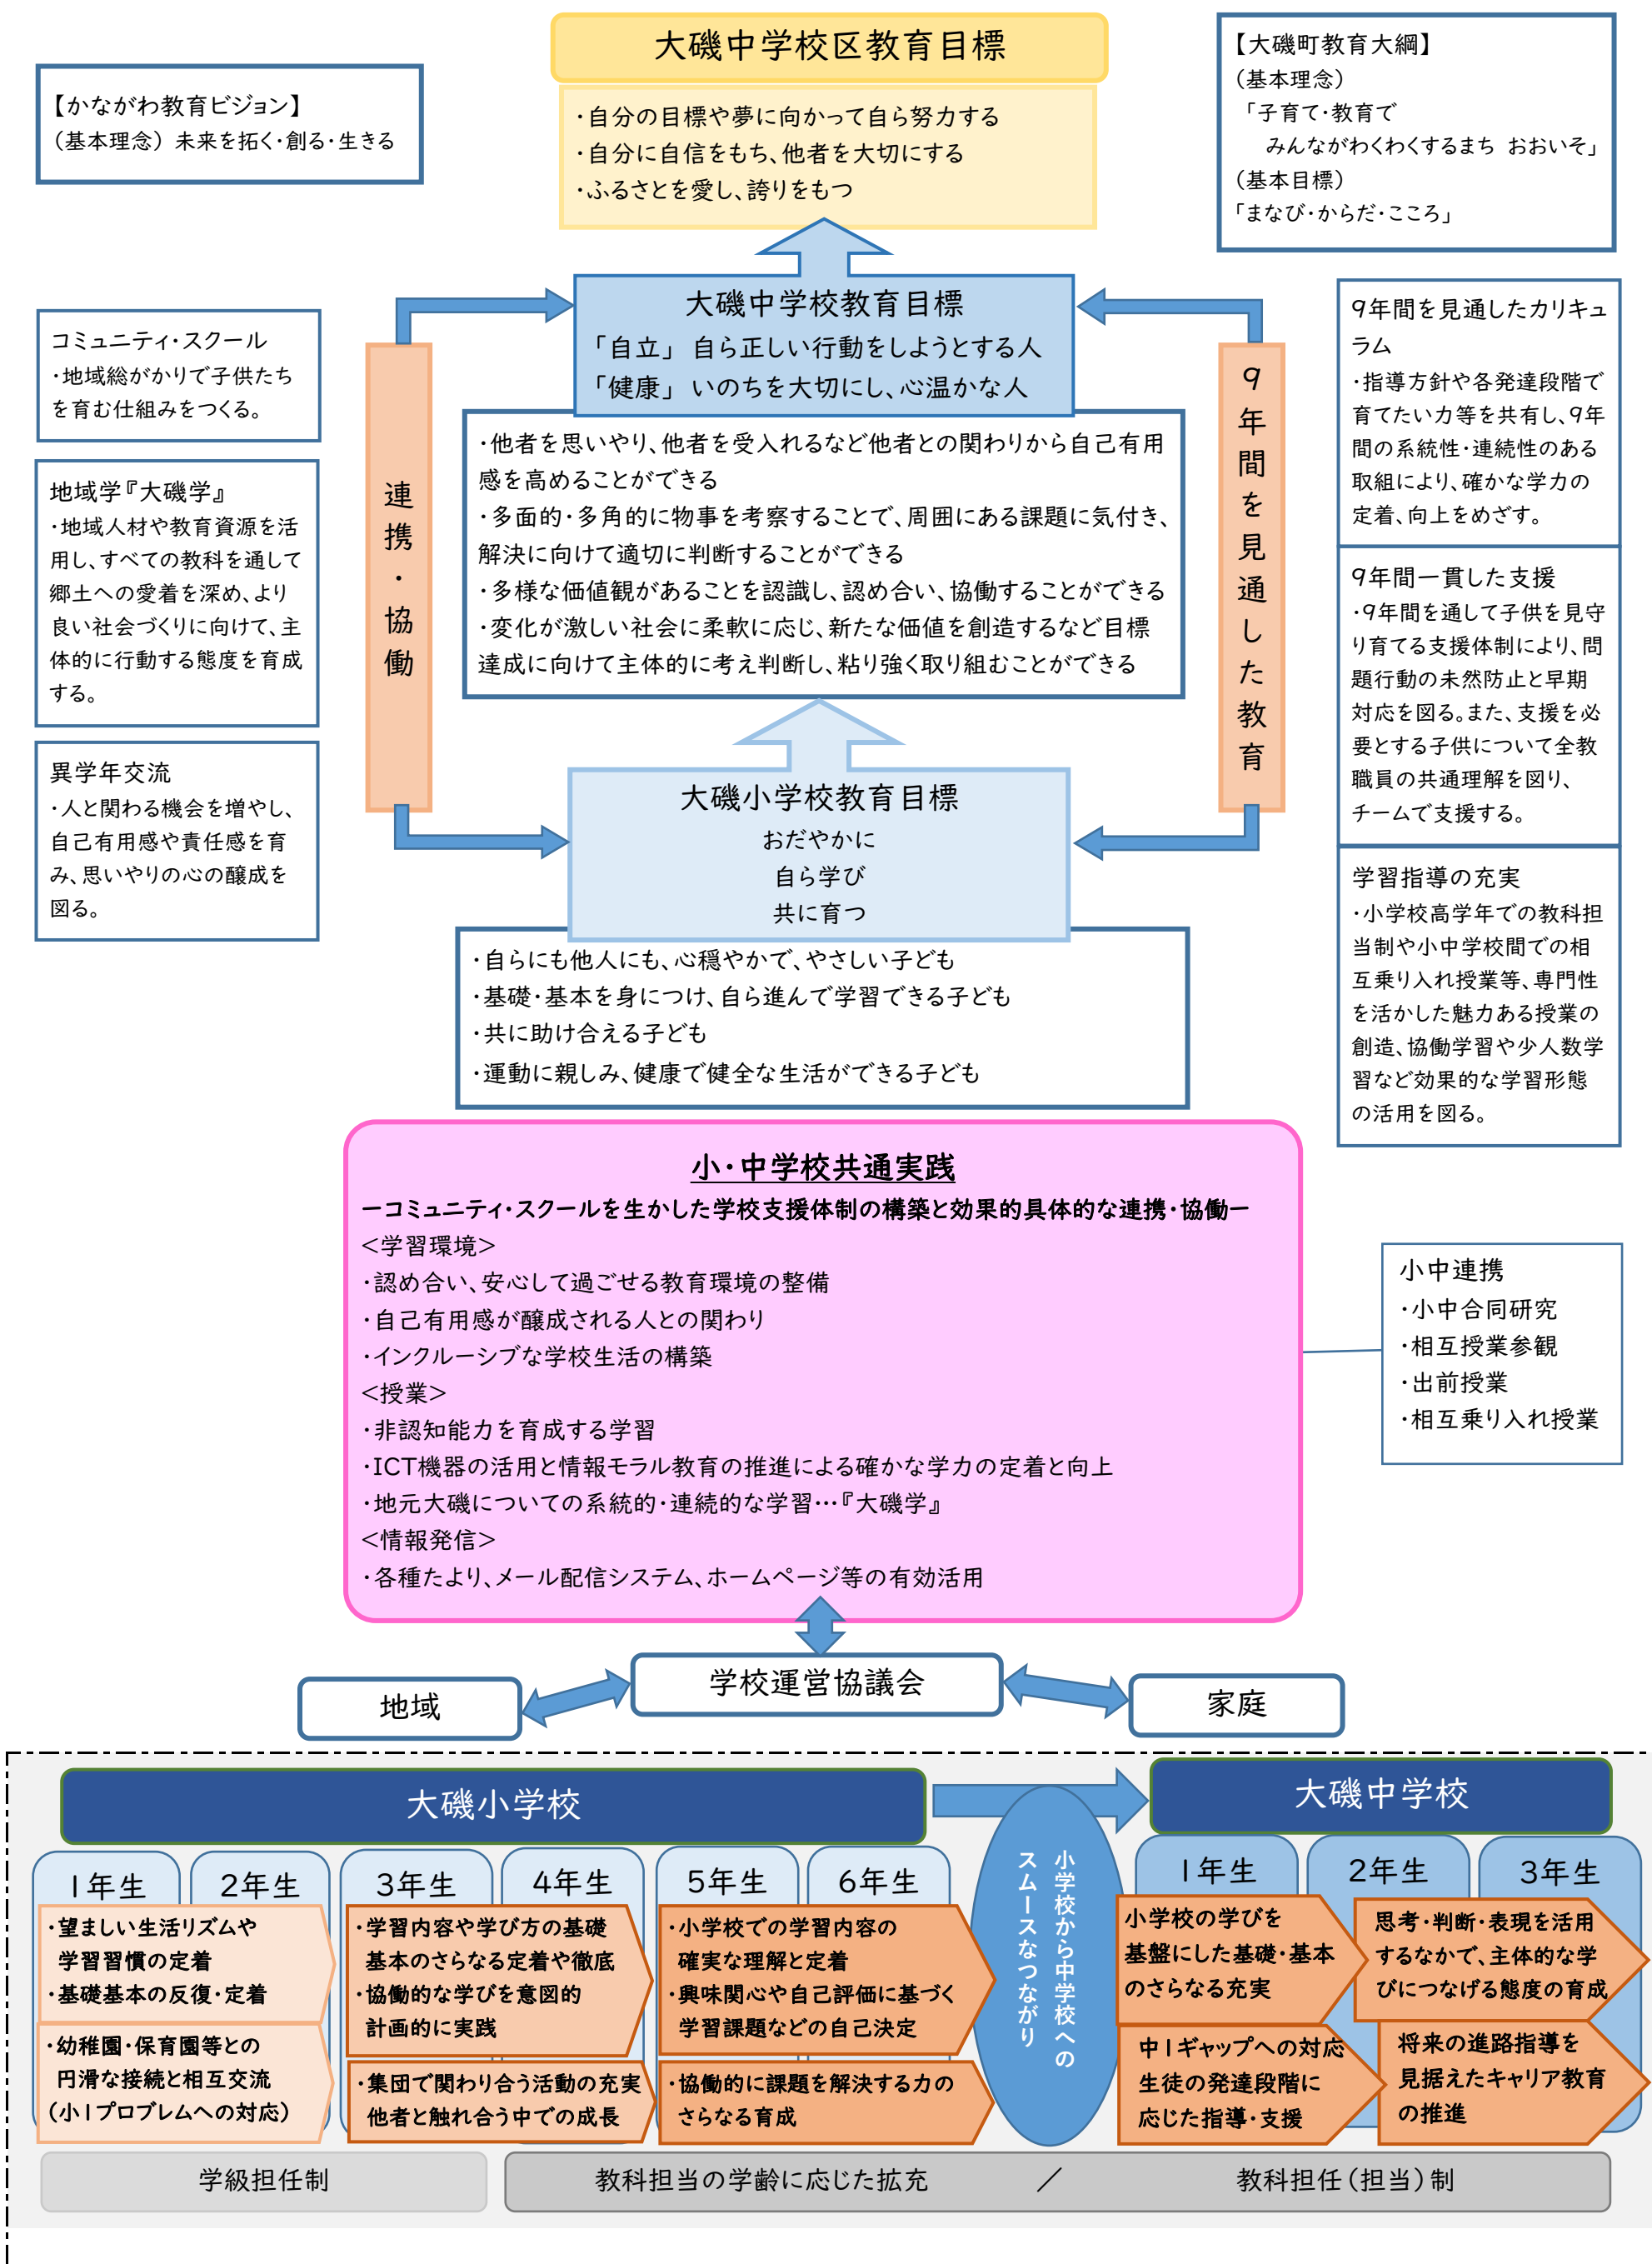 大磯中学校区教育目標
・自分の目標や夢に向かって自ら努力する
・自分に自信をもち、他者を大切にする
・ふるさとを愛し、誇りをもつ
【かながわ教育ビジョン】
(基本理念) 未来を拓く・創る・生きる
【大磯町教育大綱】
(基本理念)
「子育て・教育で
みんながわくわくするまち おおいそ」
(基本目標)
「まなび・からだ・こころ」
大磯中学校教育目標
「自立」 自ら正しい行動をしようとする人
「健康」 いのちを大切にし、心温かな人
・他者を思いやり、他者を受入れるなど他者との関わりから自己有用
感を高めることができる
・多面的・多角的に物事を考察することで、周囲にある課題に気付き、
解決に向けて適切に判断することができる
・多様な価値観があることを認識し、認め合い、協働することができる
・変化が激しい社会に柔軟に応じ、新たな価値を創造するなど目標
達成に向けて主体的に考え判断し、粘り強く取り組むことができる
コミュニティ・スクール
・地域総がかりで子供たち
を育む仕組みをつくる。
地域学『大磯学』
・地域人材や教育資源を活
用し、すべての教科を通して
郷土への愛着を深め、より
良い社会づくりに向けて、主
体的に行動する態度を育成
する。
異学年交流
・人と関わる機会を増やし、
自己有用感や責任感を育
み、思いやりの心の醸成を
図る。
連携・協働
9年間を見通した教育
9年間を見通したカリキュ
ラム
・指導方針や各発達段階で
育てたい力等を共有し、9年
間の系統性・連続性のある
取組により、確かな学力の
定着、向上をめざす。
9年間一貫した支援
・9年間を通して子供を見守
り育てる支援体制により、問
題行動の未然防止と早期
対応を図る。また、支援を必
要とする子供について全教
職員の共通理解を図り、
チームで支援する。
学習指導の充実
・小学校高学年での教科担
当制や小中学校間での相
互乗り入れ授業等、専門性
を活かした魅力ある授業の
創造、協働学習や少人数学
習など効果的な学習形態
の活用を図る。
大磯小学校教育目標
おだやかに
自ら学び
共に育つ
・自らにも他人にも、心穏やかで、やさしい子ども
・基礎・基本を身につけ、自ら進んで学習できる子ども
・共に助け合える子ども
・運動に親しみ、健康で健全な生活ができる子ども
小・中学校共通実践
ーコミュニティ・スクールを生かした学校支援体制の構築と効果的具体的な連携・協働ー
<学習環境>
・認め合い、安心して過ごせる教育環境の整備
・自己有用感が醸成される人との関わり
・インクルーシブな学校生活の構築
<授業>
・非認知能力を育成する学習
・ICT機器の活用と情報モラル教育の推進による確かな学力の定着と向上
・地元大磯についての系統的・連続的な学習…『大磯学』
<情報発信>
・各種たより、メール配信システム、ホームページ等の有効活用
小中連携
・小中合同研究
・相互授業参観
・出前授業
・相互乗り入れ授業
学校運営協議会
地域
家庭
大磯小学校
大磯中学校
1年生
2年生
3年生
4年生
5年生
6年生
1年生
2年生
3年生
・望ましい生活リズムや
学習習慣の定着
・基礎基本の反復・定着
・幼稚園・保育園等との
円滑な接続と相互交流
(小1プロブレムへの対応)
・学習内容や学び方の基礎
基本のさらなる定着や徹底
・協働的な学びを意図的
計画的に実践
・集団で関わり合う活動の充実
他者と触れ合う中での成長
・小学校での学習内容の
確実な理解と定着
・興味関心や自己評価に基づく
学習課題などの自己決定
・協働的に課題を解決する力の
さらなる育成
小学校から中学校への
スムースなつながり
小学校の学びを
基盤にした基礎・基本
のさらなる充実
中1ギャップへの対応
生徒の発達段階に
応じた指導・支援
思考・判断・表現を活用
するなかで、主体的な学
びにつなげる態度の育成
将来の進路指導を
見据えたキャリア教育
の推進
学級担任制
教科担当の学齢に応じた拡充 / 教科担任(担当)制